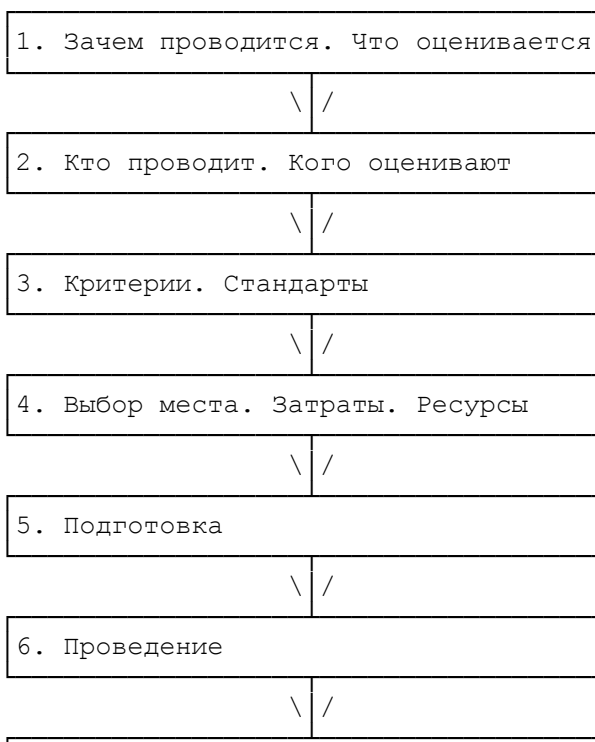 1. Зачем проводится. Что оценивается
2. Кто проводит. Кого оценивают
3. Критерии. Стандарты
4. Выбор места. Затраты. Ресурсы
5. Подготовка
6. Проведение